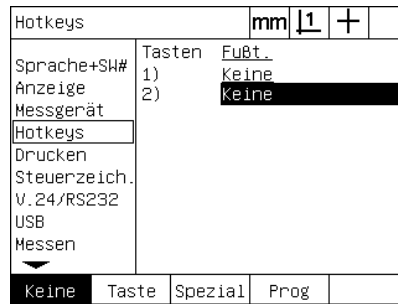 Hotkeys mm 1
Sprache+SW#
Anzeige
Messgerät
Hotkeys
Drucken
Steuerzeich.
V.24/RS232
USB
Messen
Tasten Fußt.
1) Keine
2) Keine
Keine Taste Spezial Prog